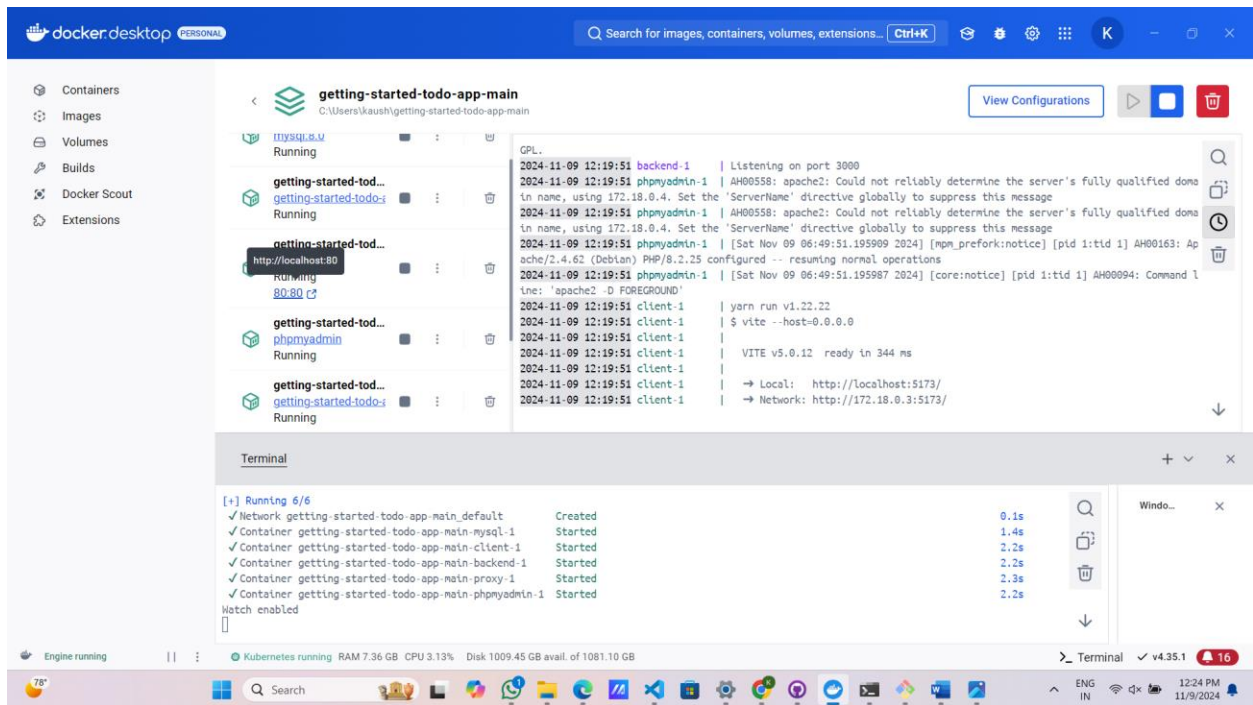 docker.desktop PERSONAL
Search for images, containers, volumes, extensions... Ctrl+K
K
Containers
Images
Volumes
Builds
Docker Scout
Extensions
getting-started-todo-app-main
C:\Users\kaush\getting-started-todo-app-main
View Configurations
mysql:8.0
Running
getting-started-tod...
getting-started-todo-a
Running
getting-started-tod...
http://localhost:80
Running
80:80
getting-started-tod...
phpmyadmin
Running
getting-started-tod...
getting-started-todo-a
Running
GPL.
2024-11-09 12:19:51 backend-1 | Listening on port 3000
2024-11-09 12:19:51 phpmyadmin-1 | AH00558: apache2: Could not reliably determine the server's fully qualified doma
in name, using 172.18.0.4. Set the 'ServerName' directive globally to suppress this message
2024-11-09 12:19:51 phpmyadmin-1 | AH00558: apache2: Could not reliably determine the server's fully qualified doma
in name, using 172.18.0.4. Set the 'ServerName' directive globally to suppress this message
2024-11-09 12:19:51 phpmyadmin-1 | [Sat Nov 09 06:49:51.195909 2024] [mpm_prefork:notice] [pid 1:tid 1] AH00163: Ap
ache/2.4.62 (Debian) PHP/8.2.25 configured -- resuming normal operations
2024-11-09 12:19:51 phpmyadmin-1 | [Sat Nov 09 06:49:51.195987 2024] [core:notice] [pid 1:tid 1] AH00094: Command l
ine: 'apache2 -D FOREGROUND'
2024-11-09 12:19:51 client-1 | yarn run v1.22.22
2024-11-09 12:19:51 client-1 | $ vite --host=0.0.0.0
2024-11-09 12:19:51 client-1 |
2024-11-09 12:19:51 client-1 | VITE v5.0.12 ready in 344 ms
2024-11-09 12:19:51 client-1 |
2024-11-09 12:19:51 client-1 | → Local: http://localhost:5173/
2024-11-09 12:19:51 client-1 | → Network: http://172.18.0.3:5173/
Terminal
[+] Running 6/6
✓Network getting-started-todo-app-main_default Created 0.1s
✓Container getting-started-todo-app-main-mysql-1 Started 1.4s
✓Container getting-started-todo-app-main-client-1 Started 2.2s
✓Container getting-started-todo-app-main-backend-1 Started 2.2s
✓Container getting-started-todo-app-main-proxy-1 Started 2.3s
✓Container getting-started-todo-app-main-phpmyadmin-1 Started 2.2s
Watch enabled
Windo...
Engine running
Kubernetes running RAM 7.36 GB CPU 3.13% Disk 1009.45 GB avail. of 1081.10 GB
>_ Terminal ✓ v4.35.1 16
78°
Search
ENG
IN
12:24 PM
11/9/2024